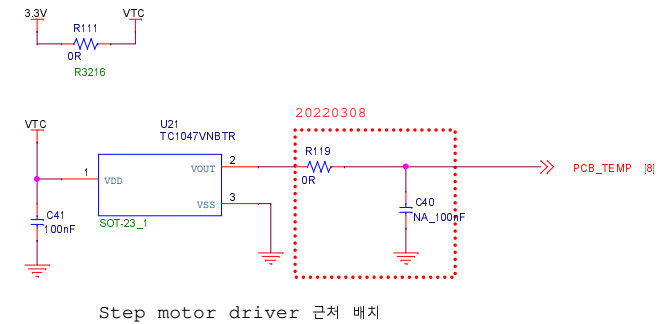 3.3V
VTC
R111
0R
R3216
20220308
VTC
U21
TC1047VNBTR
R119
0R
1
VDD
VOUT
2
VSS
3
PCB_TEMP [8]
C41
100nF
SOT-23_1
C40
NA_100nF
Step motor driver 근처 배치